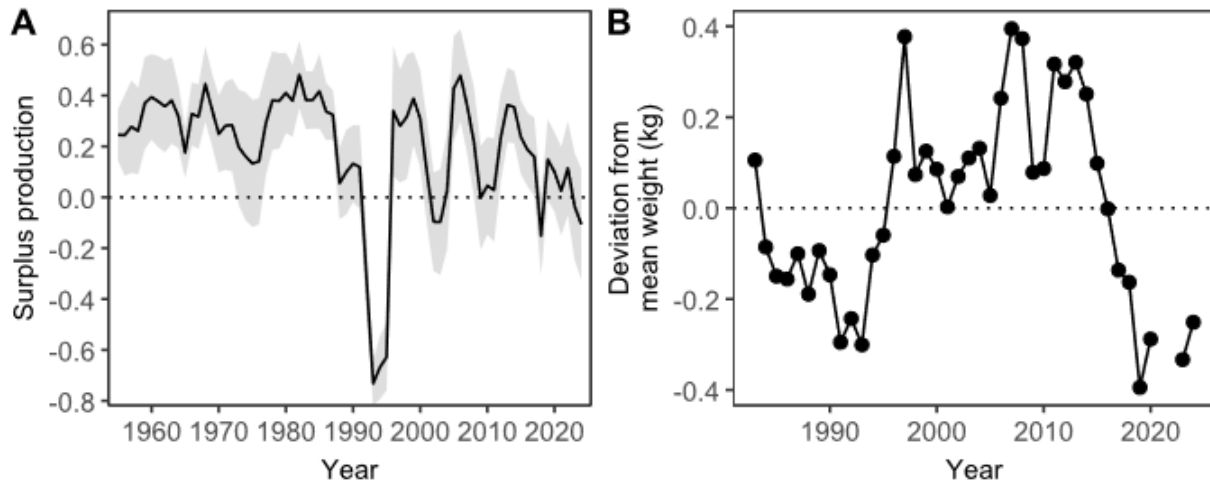 A
Surplus production
0.6
0.4
0.2
0.0
-0.2
-0.4
-0.6
-0.8
1960 1970 1980 1990 2000 2010 2020
Year
B
Deviation from
mean weight (kg)
0.4
0.2
0.0
-0.2
-0.4
1990 2000 2010 2020
Year